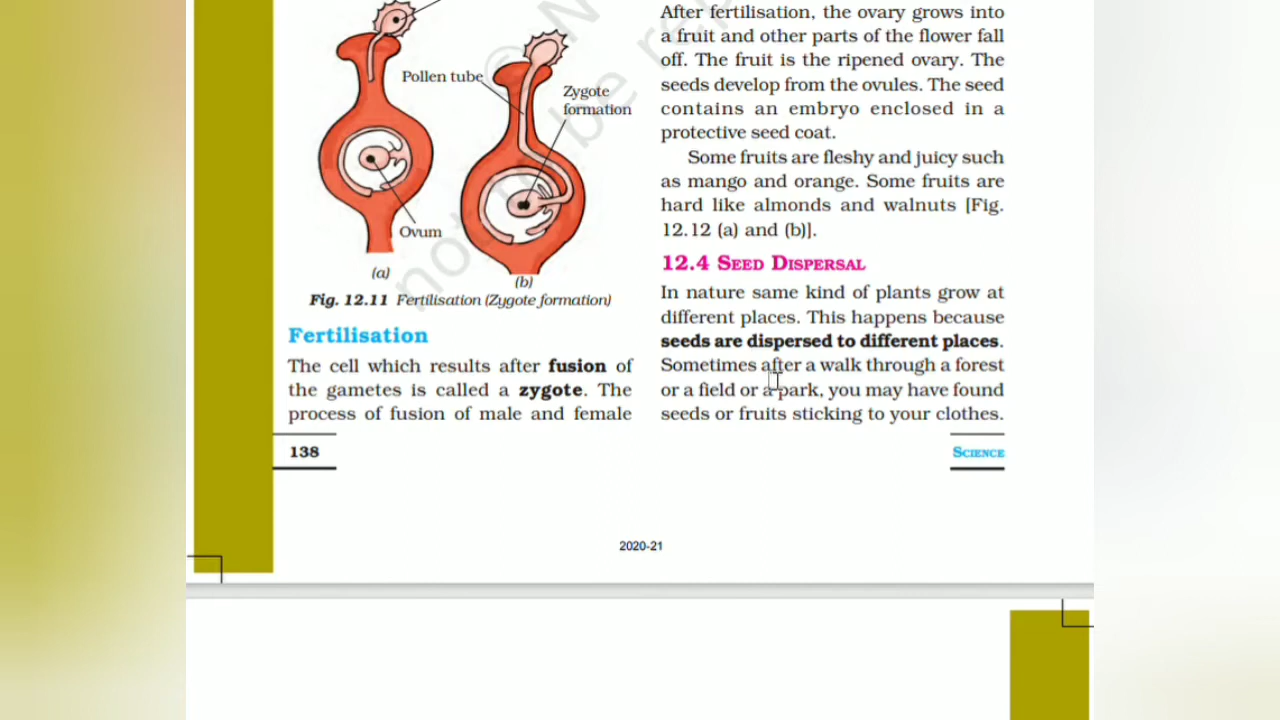 Pollen tube
Zygote
formation
Ovum
(a)
(b)
Fig. 12.11 Fertilisation (Zygote formation)
Fertilisation
The cell which results after fusion of
the gametes is called a zygote. The
process of fusion of male and female
138
After fertilisation, the ovary grows into
a fruit and other parts of the flower fall
off. The fruit is the ripened ovary. The
seeds develop from the ovules. The seed
contains an embryo enclosed in a
protective seed coat.
Some fruits are fleshy and juicy such
as mango and orange. Some fruits are
hard like almonds and walnuts [Fig.
12.12 (a) and (b)].
12.4 SEED DISPERSAL
In nature same kind of plants grow at
different places. This happens because
seeds are dispersed to different places.
Sometimes after a walk through a forest
or a field or a park, you may have found
seeds or fruits sticking to your clothes.
SCIENCE
2020-21
© N
not to be rep